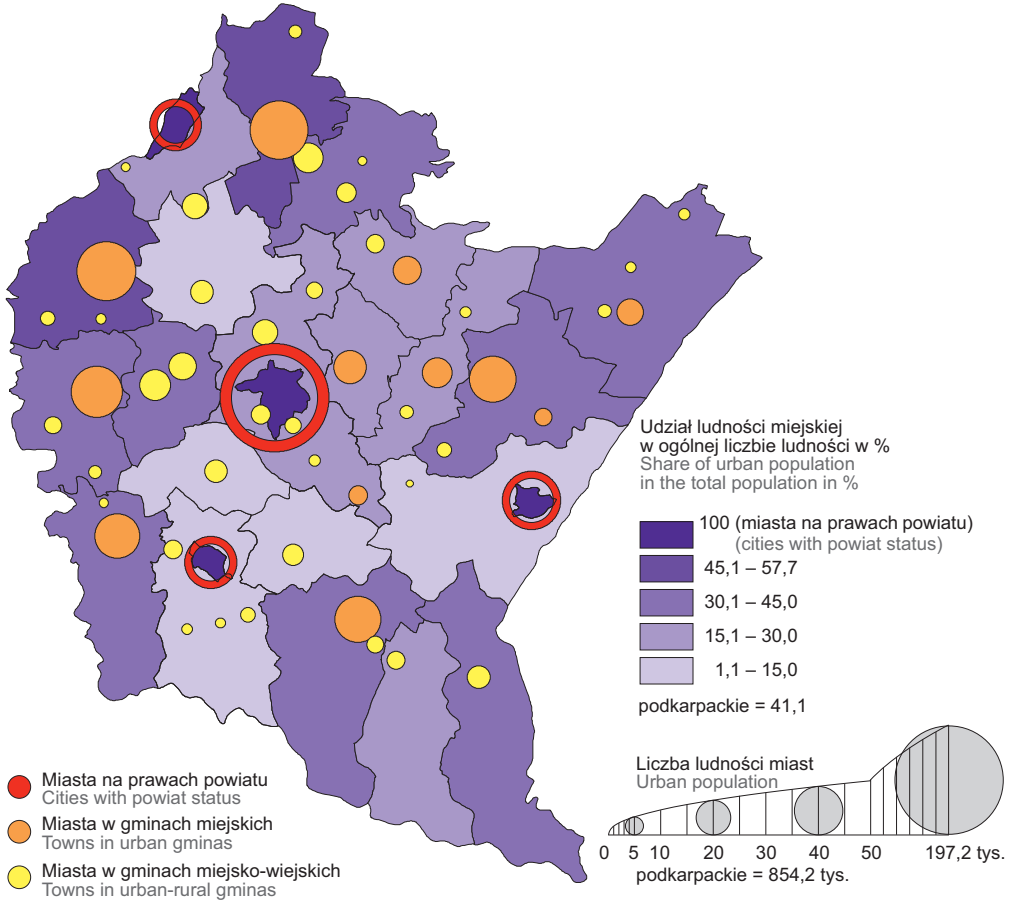 Udział ludności miejskiej
w ogólnej liczbie ludności w %
Share of urban population
in the total population in %
100 (miasta na prawach powiatu)
(cities with powiat status)
45,1 – 57,7
30,1 – 45,0
15,1 – 30,0
1,1 – 15,0
podkarpackie = 41,1
Liczba ludności miast
Urban population
0 5 10 20 30 40 50 197,2 tys.
podkarpackie = 854,2 tys.
Miasta na prawach powiatu
Cities with powiat status
Miasta w gminach miejskich
Towns in urban gminas
Miasta w gminach miejsko-wiejskich
Towns in urban-rural gminas